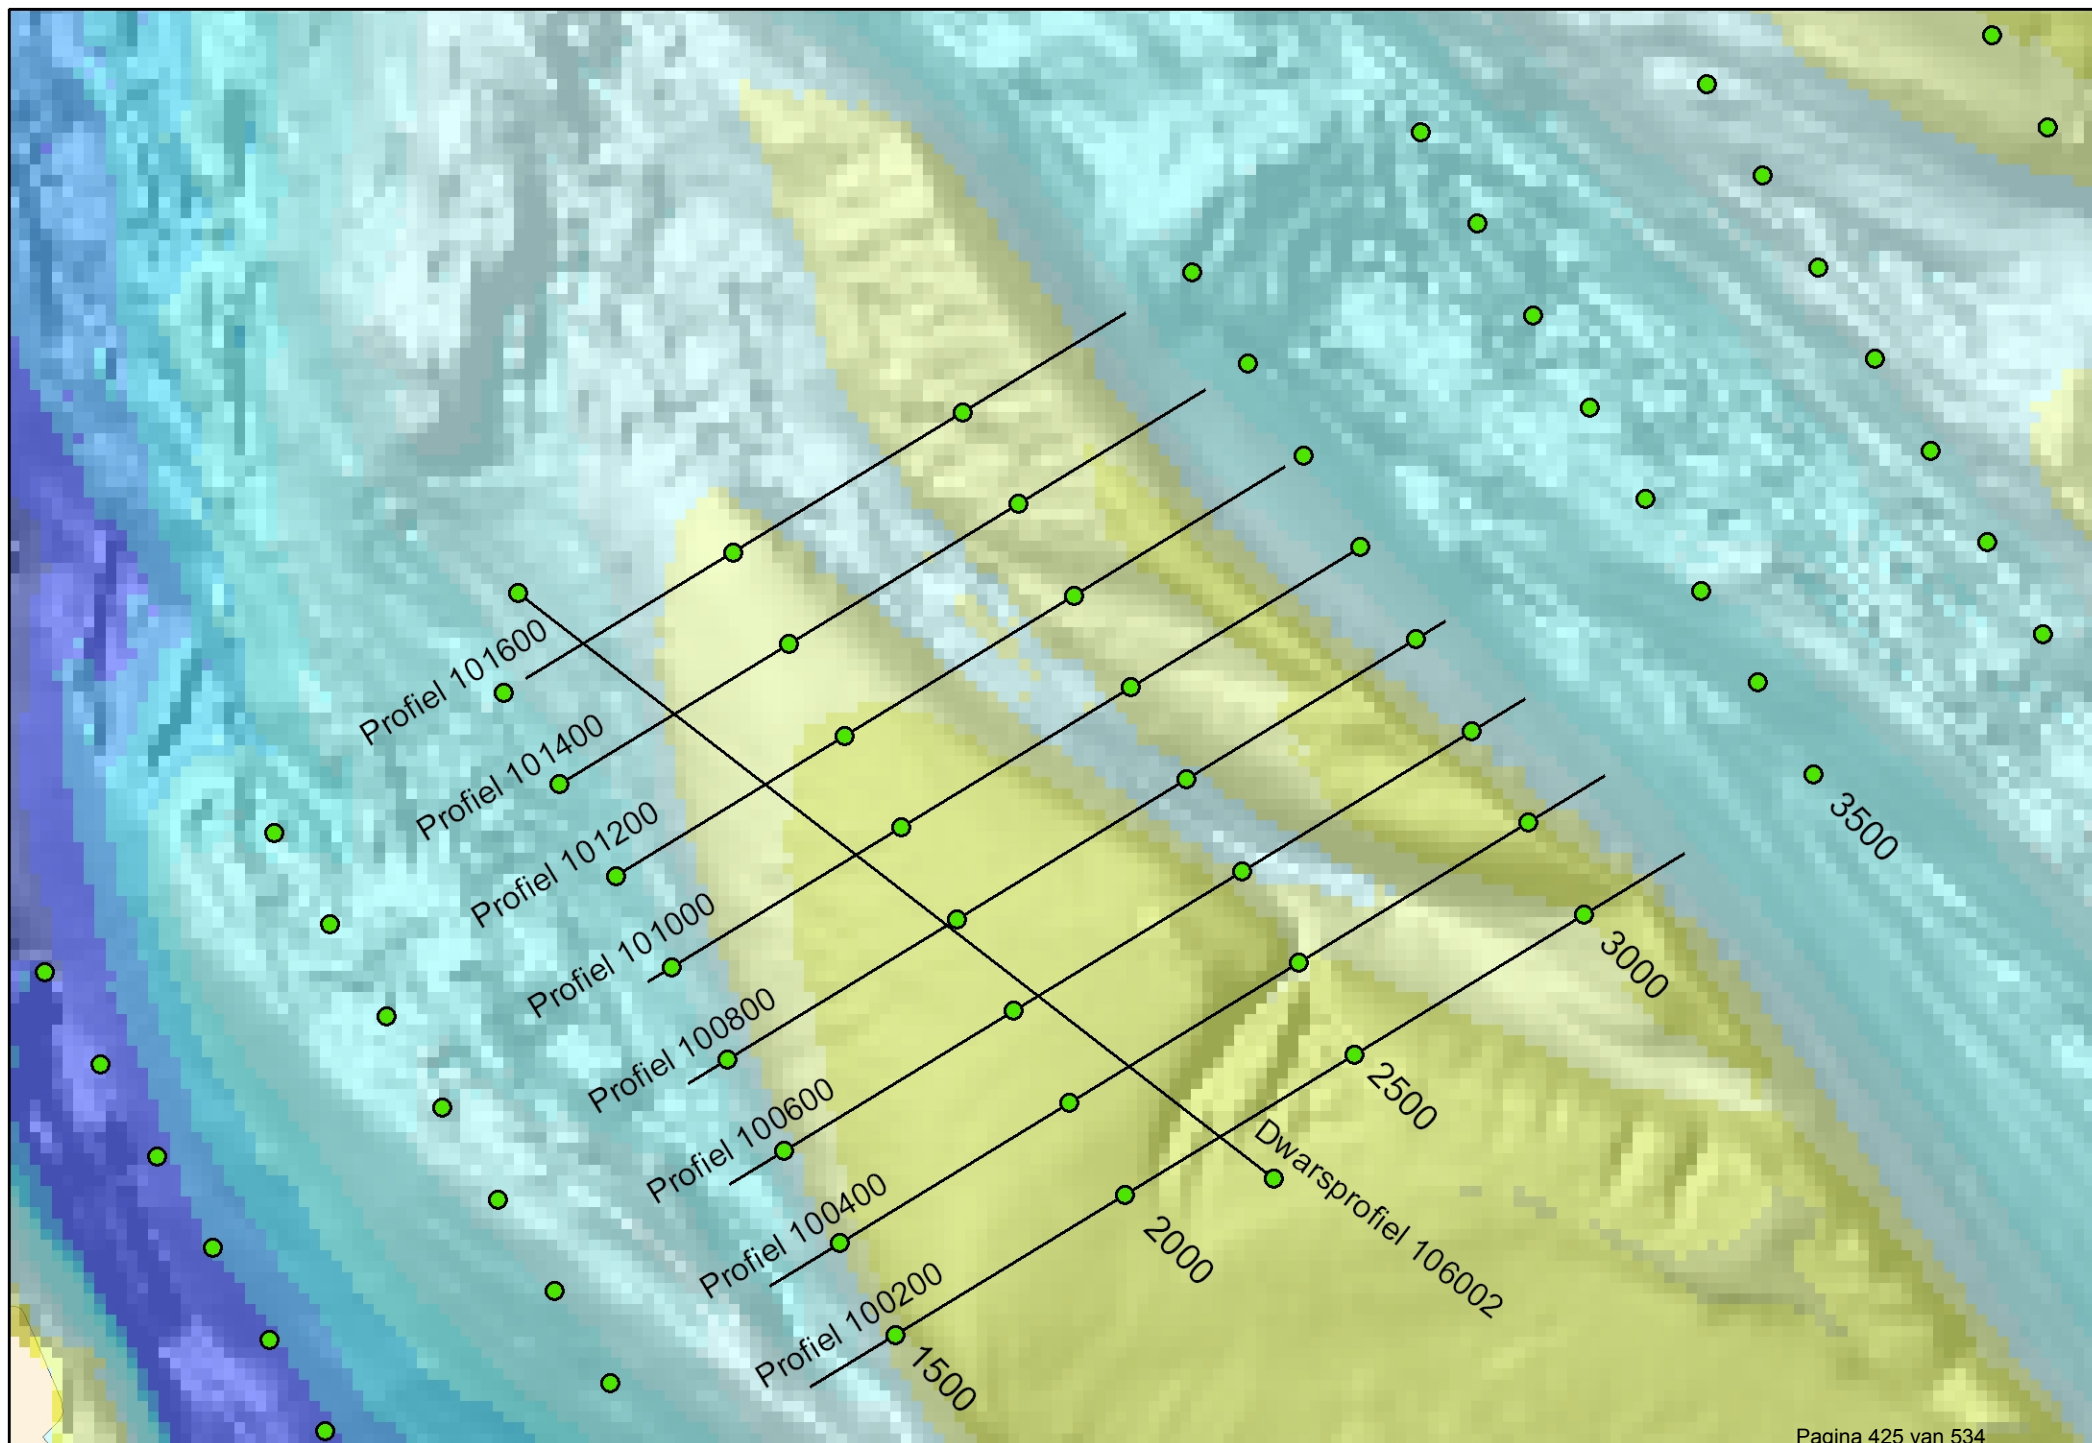 Profiel 101600
Profiel 101400
Profiel 101200
Profiel 101000
Profiel 100800
Profiel 100600
Profiel 100400
Profiel 100200
3500
3000
2500
2000
1500
Dwarsprofiel 106002
Pagina 425 van 534